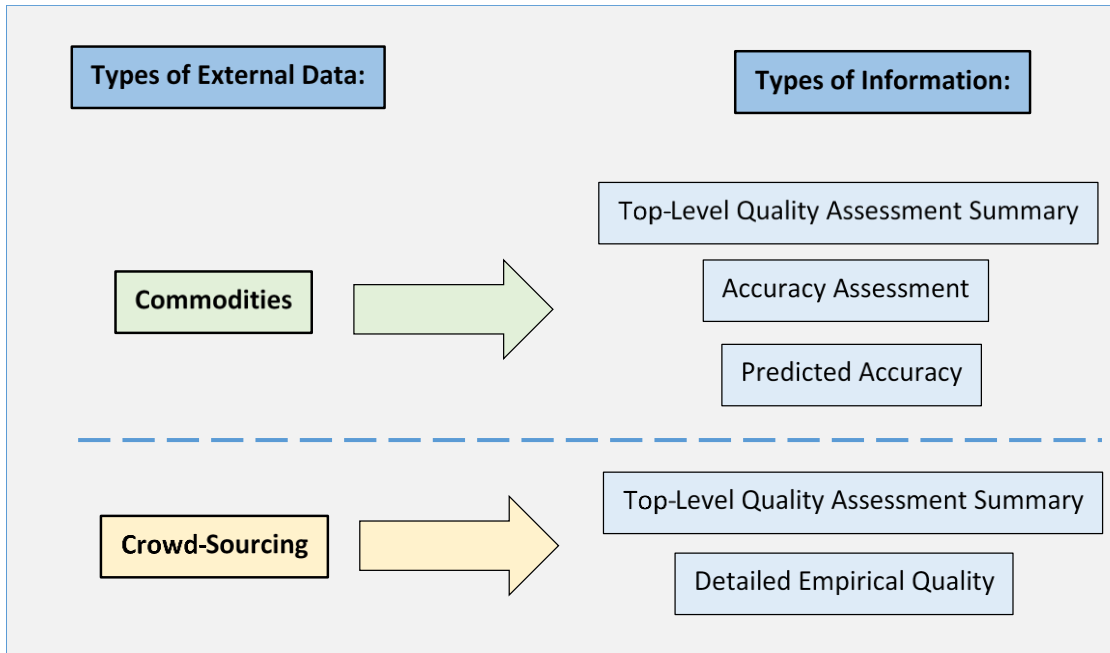 Types of External Data:
Types of Information:
Top-Level Quality Assessment Summary
Commodities
Accuracy Assessment
Predicted Accuracy
Top-Level Quality Assessment Summary
Crowd-Sourcing
Detailed Empirical Quality